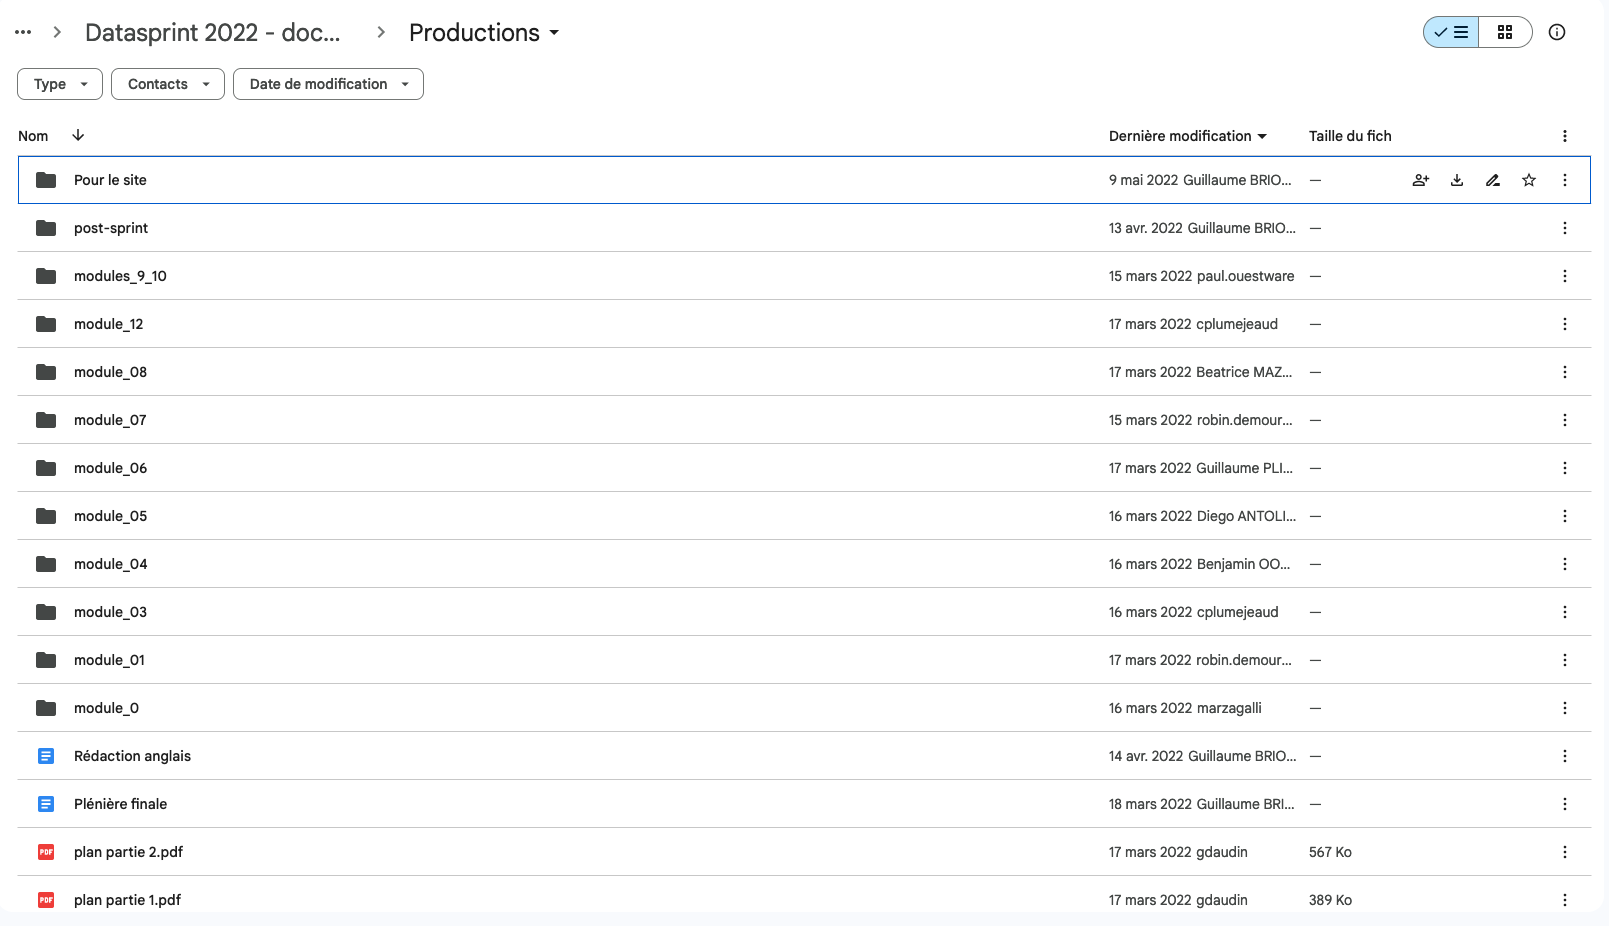 Datasprint 2022 - doc... Productions
Type Contacts Date de modification
Nom Dernière modification Taille du fich
Pour le site 9 mai 2022 Guillaume BRIO... —
post-sprint 13 avr. 2022 Guillaume BRIO... —
modules_9_10 15 mars 2022 paul.ouestware —
module_12 17 mars 2022 cplumejeaud —
module_08 17 mars 2022 Beatrice MAZ... —
module_07 15 mars 2022 robin.demour... —
module_06 17 mars 2022 Guillaume PLI... —
module_05 16 mars 2022 Diego ANTOLI... —
module_04 16 mars 2022 Benjamin OO... —
module_03 16 mars 2022 cplumejeaud —
module_01 17 mars 2022 robin.demour... —
module_0 16 mars 2022 marzagalli —
Rédaction anglais 14 avr. 2022 Guillaume BRIO... —
Plénière finale 18 mars 2022 Guillaume BRI... —
PDF plan partie 2.pdf 17 mars 2022 gdaudin 567 Ko
PDF plan partie 1.pdf 17 mars 2022 gdaudin 389 Ko